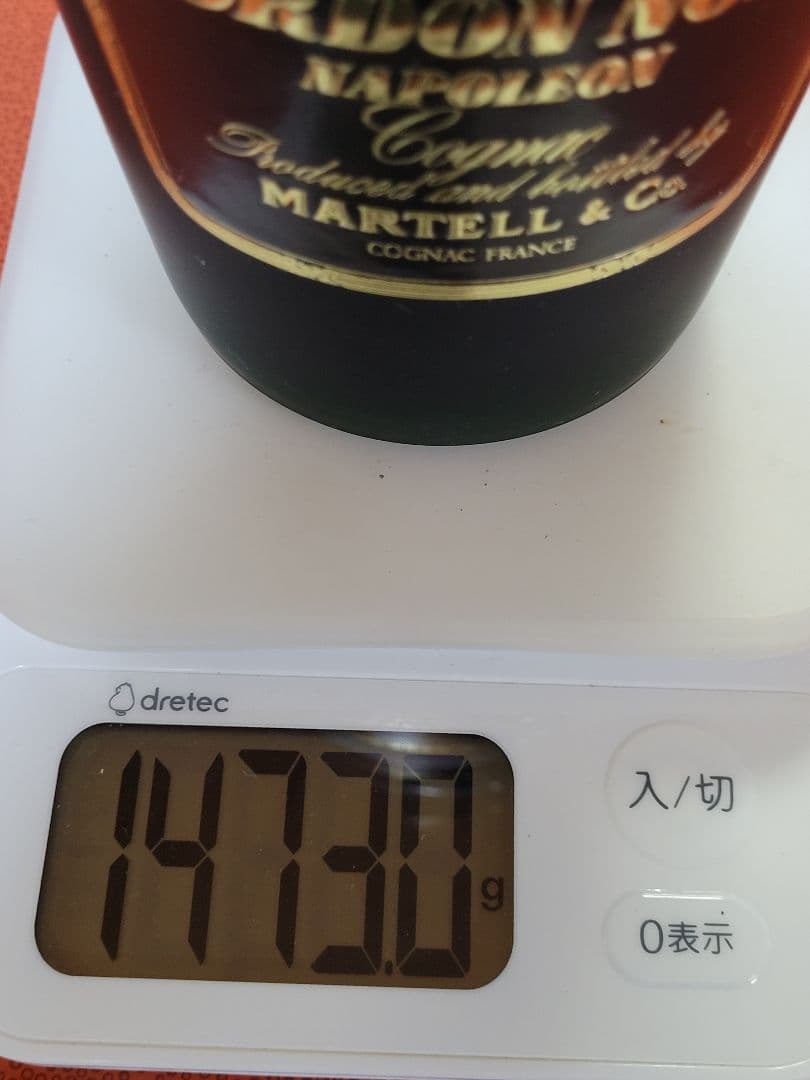 NAPOLEON
Cognac
Produced and bottled by
MARTELL & Co.
COGNAC FRANCE
dretec
1473.0 g
入/切
0表示